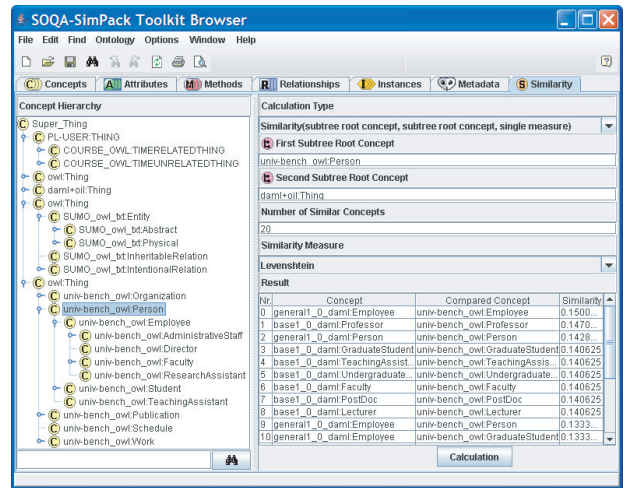 SOQA-SimPack Toolkit Browser
File Edit Find Ontology Options Window Help
C Concepts A Attributes M Methods R Relationships I Instances Metadata S Similarity
Concept Hierarchy
C Super_Thing
C PL-USER:THING
C COURSE_OWL:TIMERELATEDTHING
C COURSE_OWL:TIMEUNRELATEDTHING
C owl:Thing
C daml+oil:Thing
C owl:Thing
C SUMO_owl_txt:Entity
C SUMO_owl_txt:Abstract
C SUMO_owl_txt:Physical
C SUMO_owl_txt:InheritableRelation
C SUMO_owl_txt:IntentionalRelation
C owl:Thing
C univ-bench_owl:Organization
C univ-bench_owl:Person
C univ-bench_owl:Employee
C univ-bench_owl:AdministrativeStaff
C univ-bench_owl:Director
C univ-bench_owl:Faculty
C univ-bench_owl:ResearchAssistant
C univ-bench_owl:Student
C univ-bench_owl:TeachingAssistant
C univ-bench_owl:Publication
C univ-bench_owl:Schedule
C univ-bench_owl:Work
Calculation Type
Similarity(subtree root concept, subtree root concept, single measure)
First Subtree Root Concept
univ-bench_owl:Person
Second Subtree Root Concept
daml+oil:Thing
Number of Similar Concepts
20
Similarity Measure
Levenshtein
Result
Nr. Concept Compared Concept Similarity
0 general1_0_daml:Employee univ-bench_owl:Employee 0.1500...
1 base1_0_daml:Professor univ-bench_owl:Professor 0.1470...
2 general1_0_daml:Person univ-bench_owl:Person 0.1428...
3 base1_0_daml:GraduateStudent univ-bench_owl:GraduateStudent 0.140625
4 base1_0_daml:TeachingAssist... univ-bench_owl:TeachingAssis... 0.140625
5 base1_0_daml:Undergraduate... univ-bench_owl:Undergraduate... 0.140625
6 base1_0_daml:Faculty univ-bench_owl:Faculty 0.140625
7 base1_0_daml:PostDoc univ-bench_owl:PostDoc 0.140625
8 base1_0_daml:Lecturer univ-bench_owl:Lecturer 0.140625
9 general1_0_daml:Employee univ-bench_owl:Person 0.1333...
10 general1_0_daml:Employee univ-bench_owl:GraduateStudent 0.1333...
Calculation